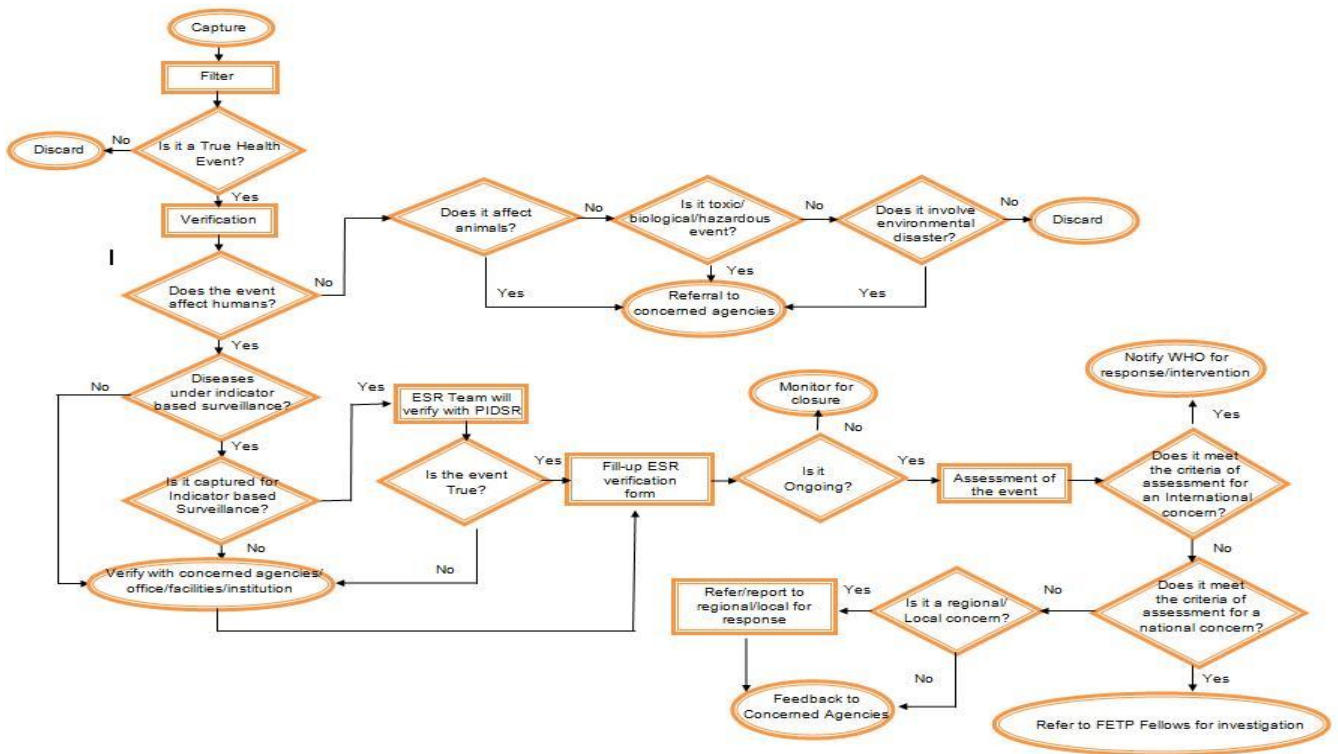 Capture
Filter
Is it a True Health
Event?
No
Discard
Yes
Verification
I
Does the event
affect humans?
No
Does it affect
animals?
No
Is it toxic/
biological/hazardous
event?
No
Does it involve
environmental
disaster?
No
Discard
Yes
Yes
Yes
Referral to
concerned agencies
Yes
Diseases
under indicator
based surveillance?
No
Yes
Is it captured for
Indicator based
Surveillance?
Yes
ESR Team will
verify with PIDSR
Is the event
True?
Yes
No
No
Verify with concerned agencies/
office/facilities/institution
Fill-up ESR
verification
form
Is it
Ongoing?
No
Monitor for
closure
Yes
Assessment of
the event
Does it meet
the criteria of
assessment for
an International
concern?
Yes
Notify WHO for
response/intervention
No
Does it meet
the criteria of
assessment for a
national concern?
No
Is it a regional/
Local concern?
Yes
Refer/report to
regional/local for
response
No
Feedback to
Concerned Agencies
Yes
Refer to FETP Fellows for investigation